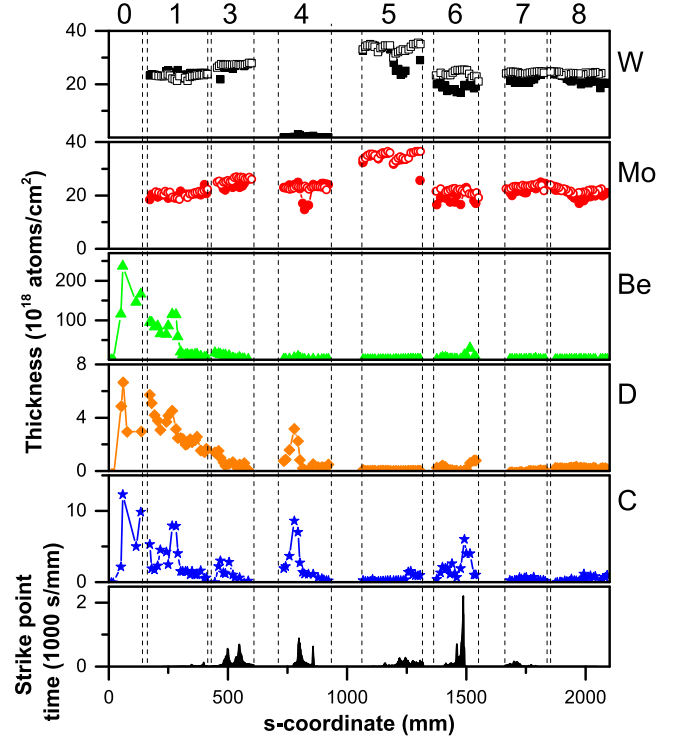 0 1 3 4 5 6 7 8
40
20
W
40
20
0
Mo
200
100
Be
8
4
0
D
10
0
C
2
1
0
0 500 1000 1500 2000
s-coordinate (mm)
Thickness (10¹⁸ atoms/cm²)
Strike point
time (1000 s/mm)